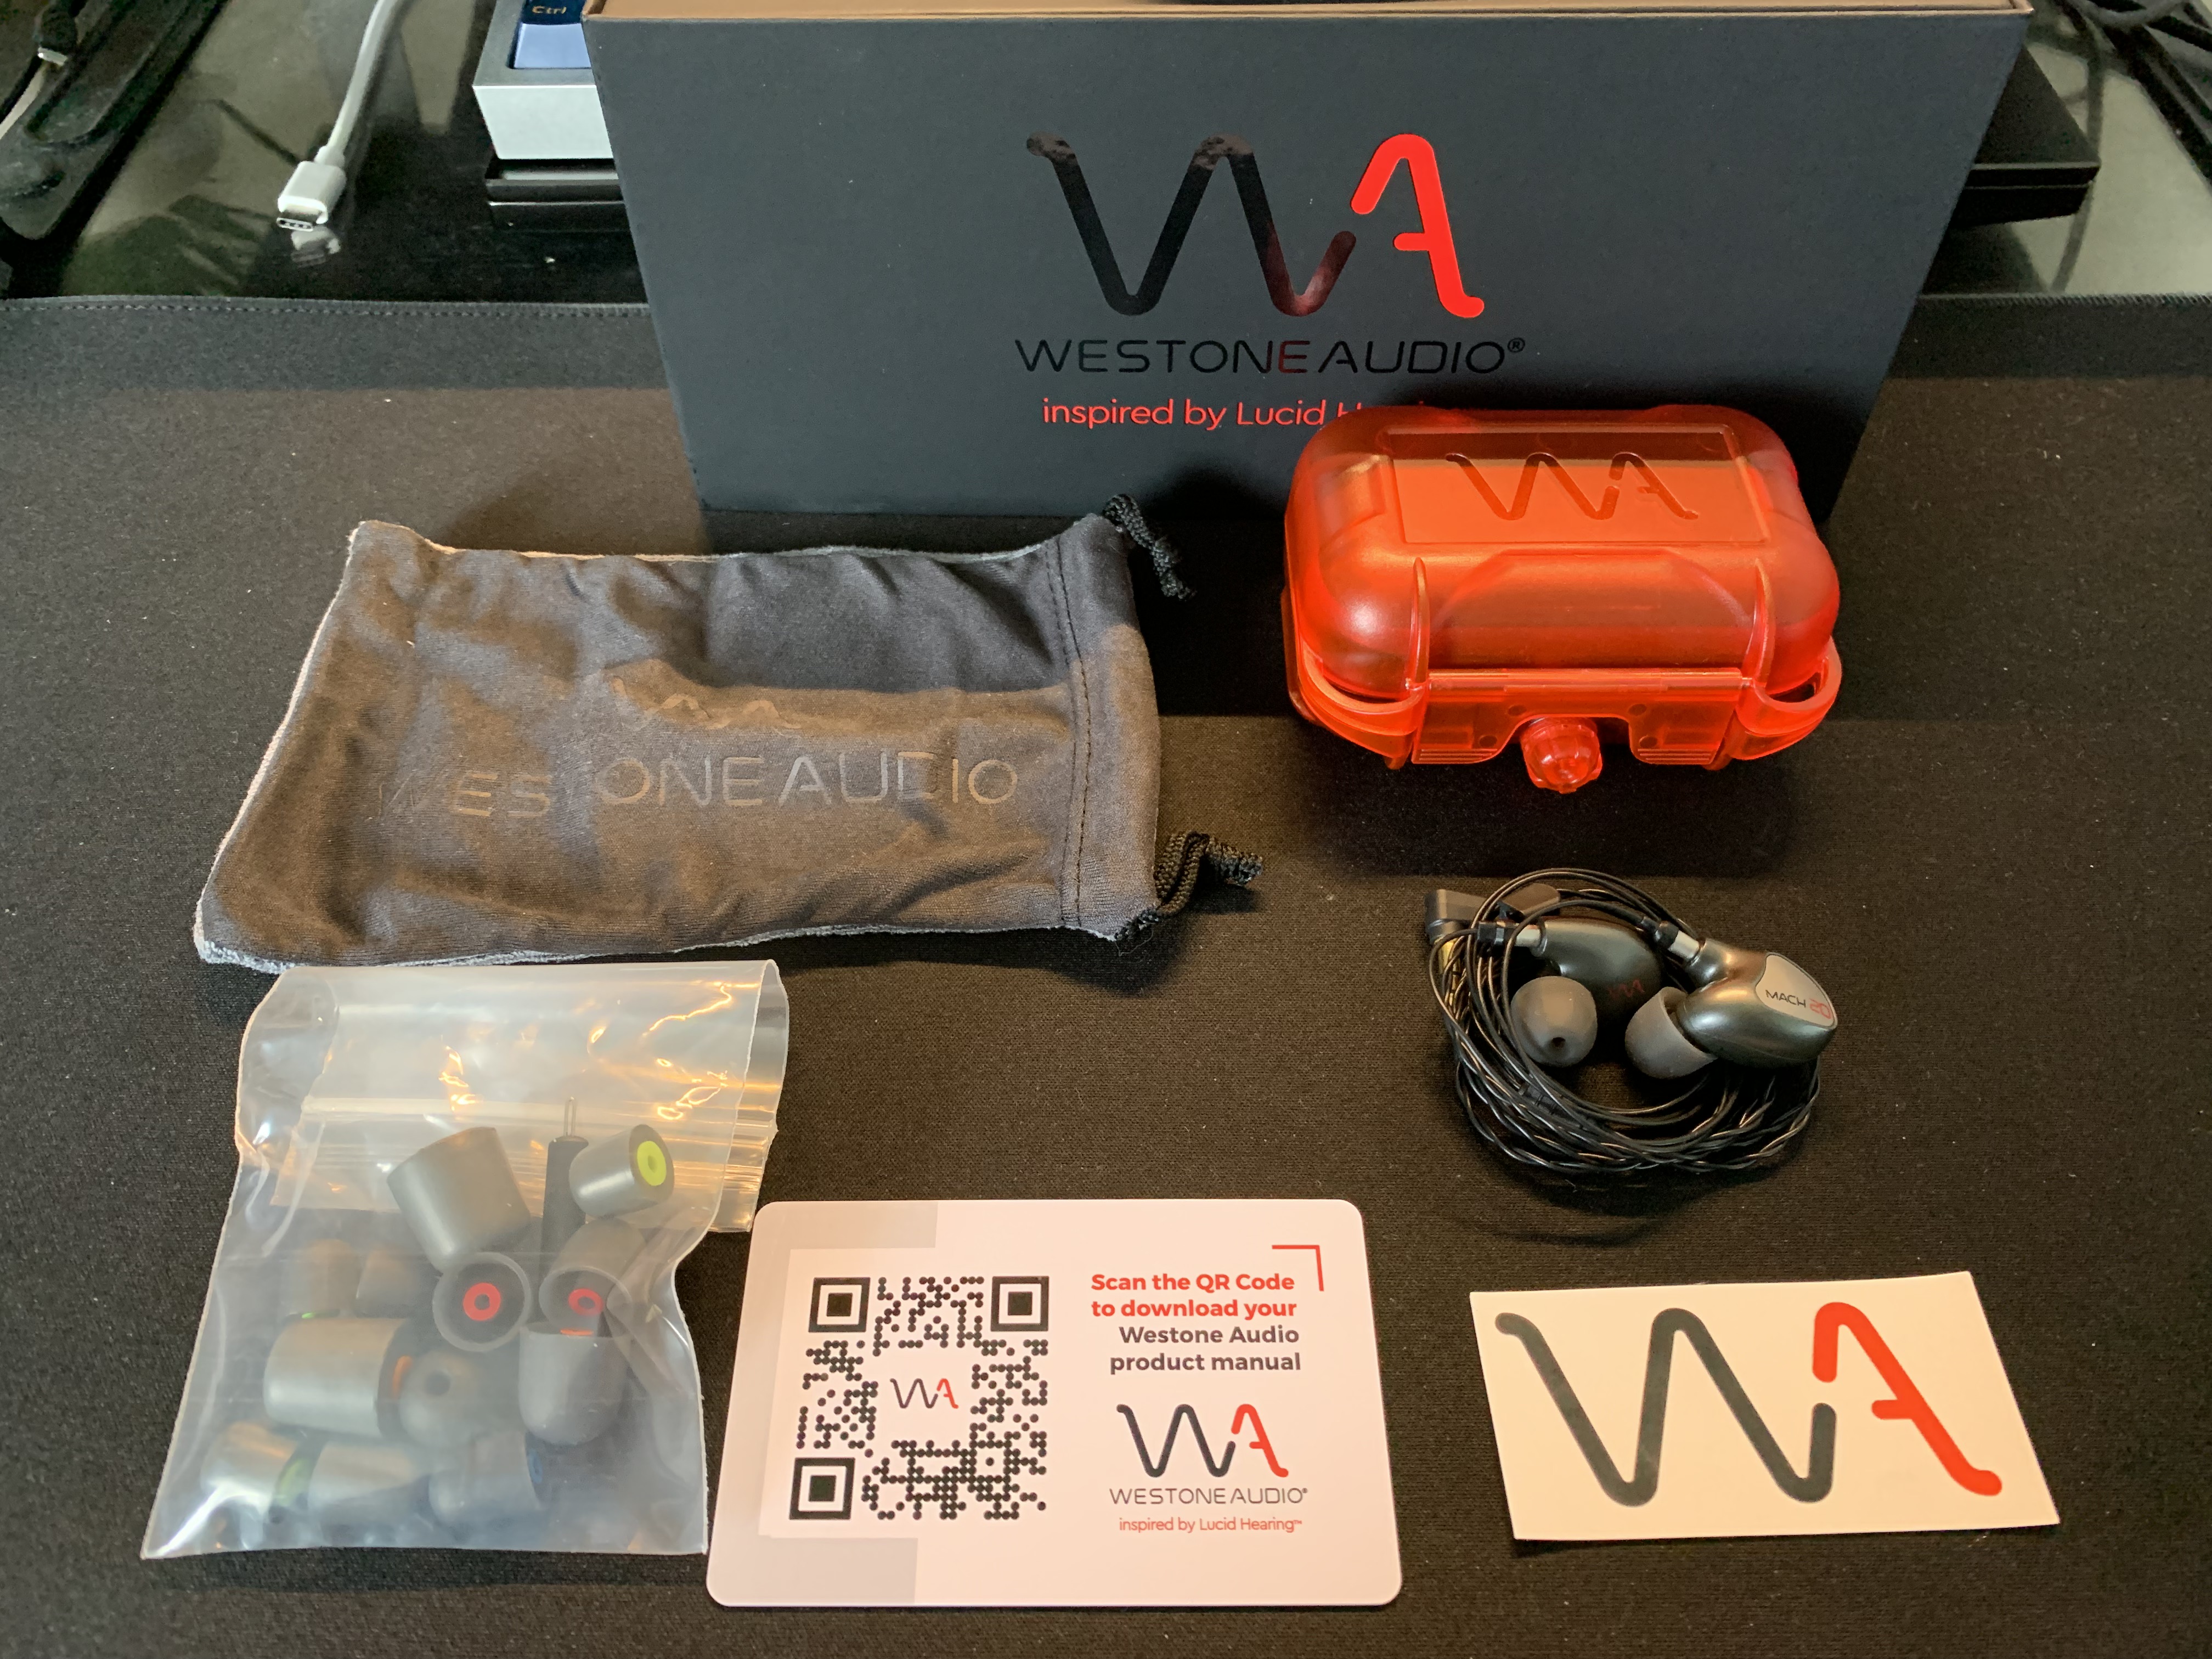 Ctrl
WA
WESTONE AUDIO®
inspired by Lucid
WA
WA
WESTONE AUDIO
MACH 20
WA
Scan the QR Code
to download your
Westone Audio
product manual
WA
WA
WESTONE AUDIO®
inspired by Lucid Hearing™
WA